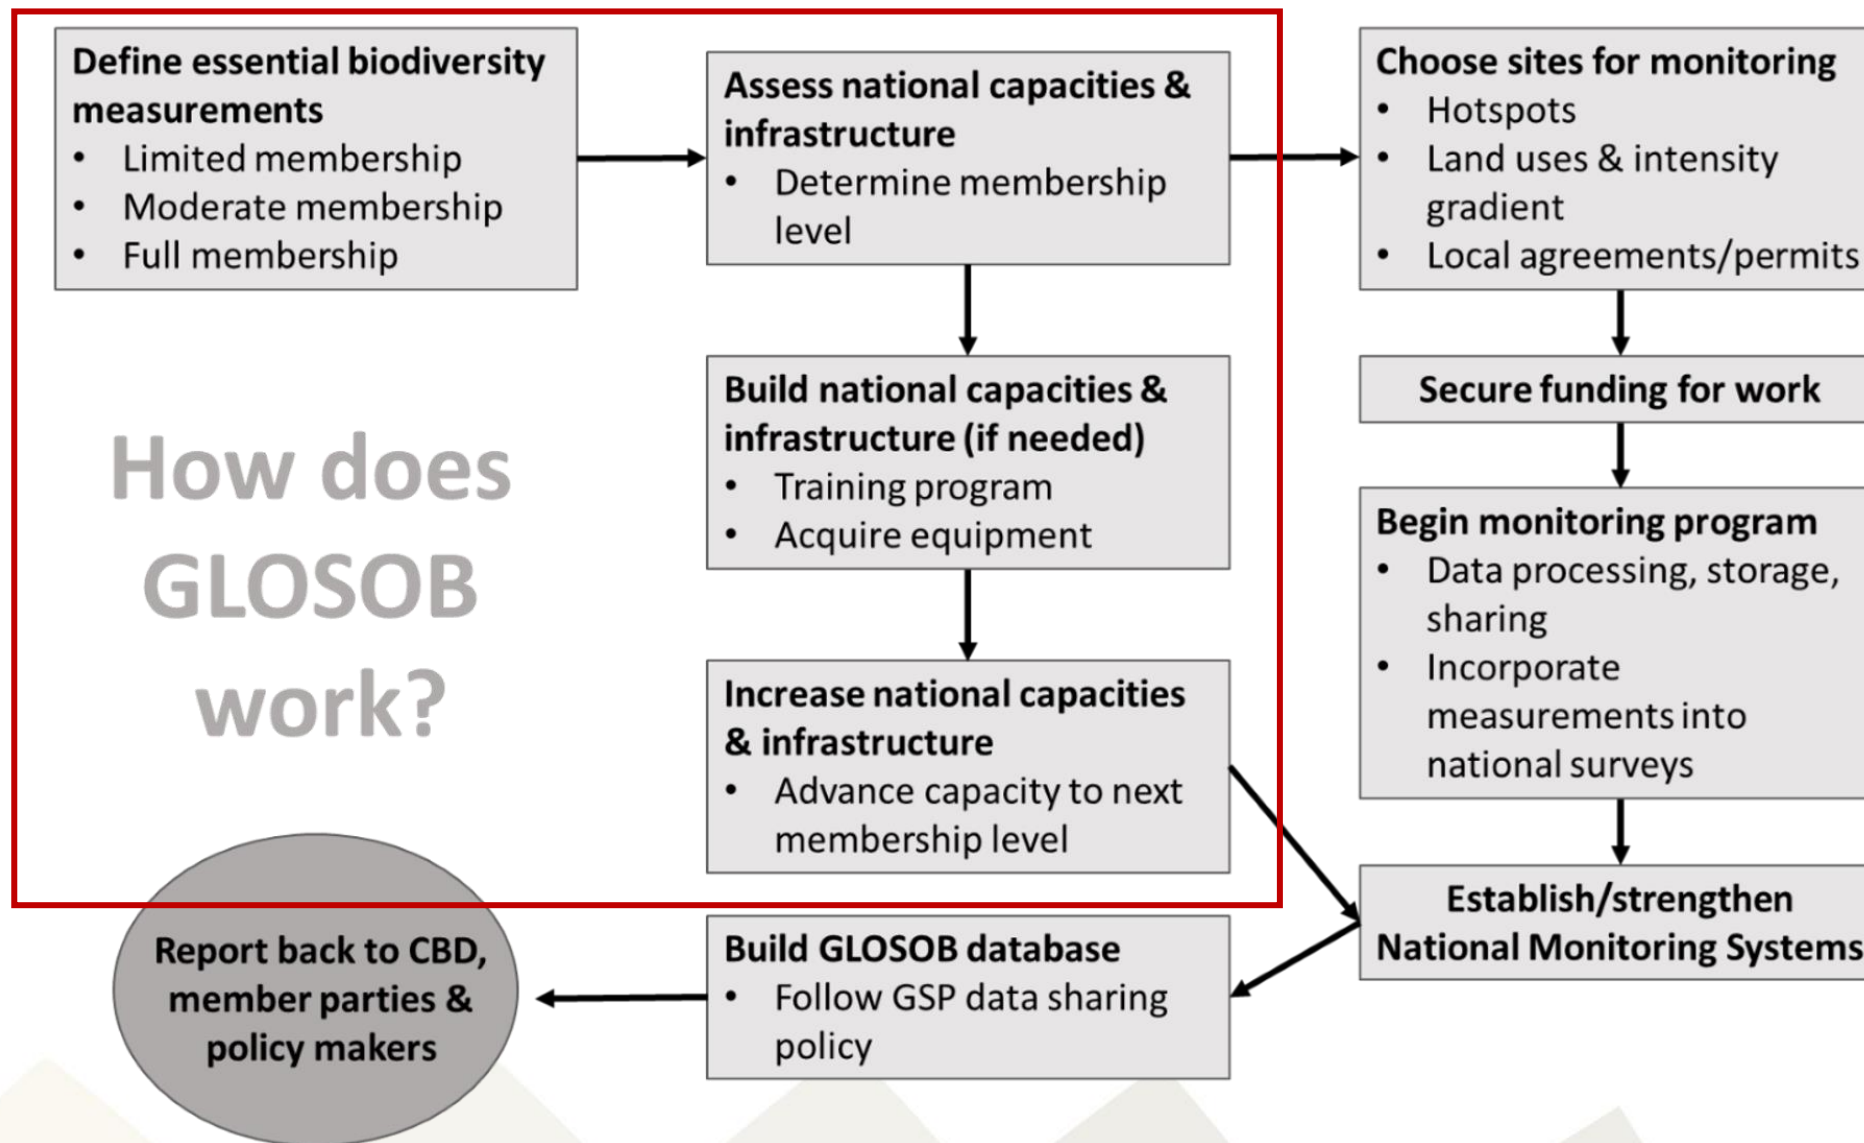 Define essential biodiversity
measurements
• Limited membership
• Moderate membership
• Full membership
Assess national capacities &
infrastructure
• Determine membership
level
Choose sites for monitoring
• Hotspots
• Land uses & intensity
gradient
• Local agreements/permits
How does
GLOSOB
work?
Build national capacities &
infrastructure (if needed)
• Training program
• Acquire equipment
Secure funding for work
Begin monitoring program
• Data processing, storage,
sharing
• Incorporate
measurements into
national surveys
Increase national capacities
& infrastructure
• Advance capacity to next
membership level
Establish/strengthen
National Monitoring Systems
Build GLOSOB database
• Follow GSP data sharing
policy
Report back to CBD,
member parties &
policy makers